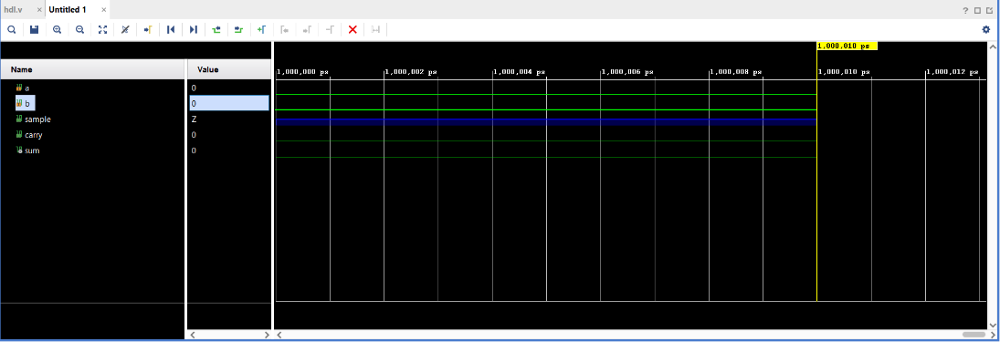 hdl.v × Untitled 1 ×
?
1,000,010 ps
Name Value
1,000,000 ps 1,000,002 ps 1,000,004 ps 1,000,006 ps 1,000,008 ps 1,000,010 ps 1,000,012 ps
a 0
b 0
sample Z
carry 0
sum 0